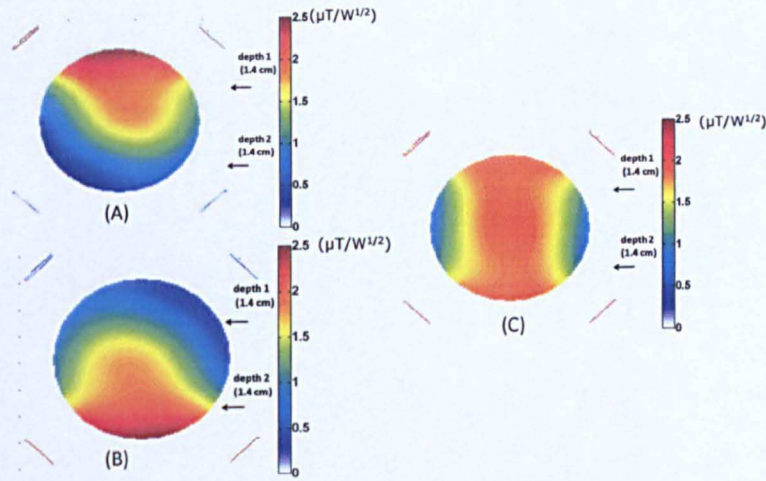 2.5 (μT/W1/2)
depth 1
(1.4 cm)
2
1.5
depth 2
(1.4 cm)
1
0.5
0
(A)
2.5 (μT/W1/2)
depth 1
(1.4 cm)
2
1.5
depth 2
(1.4 cm)
1
0.5
0
(B)
2.5 (μT/W1/2)
depth 1
(1.4 cm)
2
1.5
depth 2
(1.4 cm)
1
0.5
0
(C)